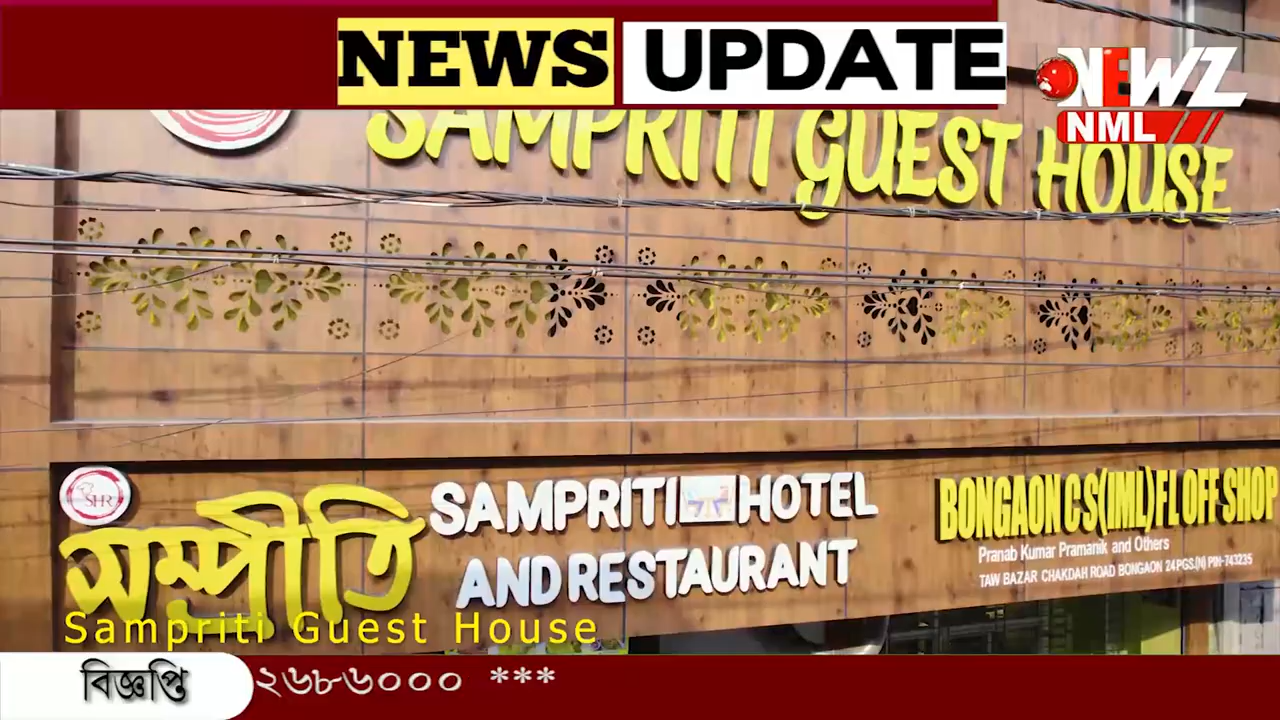 NEWS UPDATE
NEWZ
NML
SAMPRITI GUEST HOUSE
SHR
সম্প্রীতি
SAMPRITI HOTEL
AND RESTAURANT
BONGAON C S (IML) FL OFF SHOP
Pranab Kumar Pramanik and Others
TAW BAZAR CHAKDAH ROAD BONGAON 24PGS.(N) PIN-743235
Sampriti Guest House
বিজ্ঞপ্তি
২৬৮৬০০০ ***